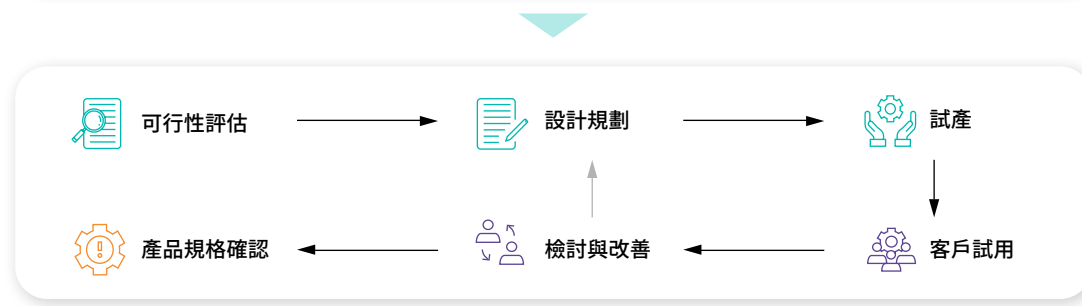 可行性評估
設計規劃
試產
產品規格確認
檢討與改善
客戶試用